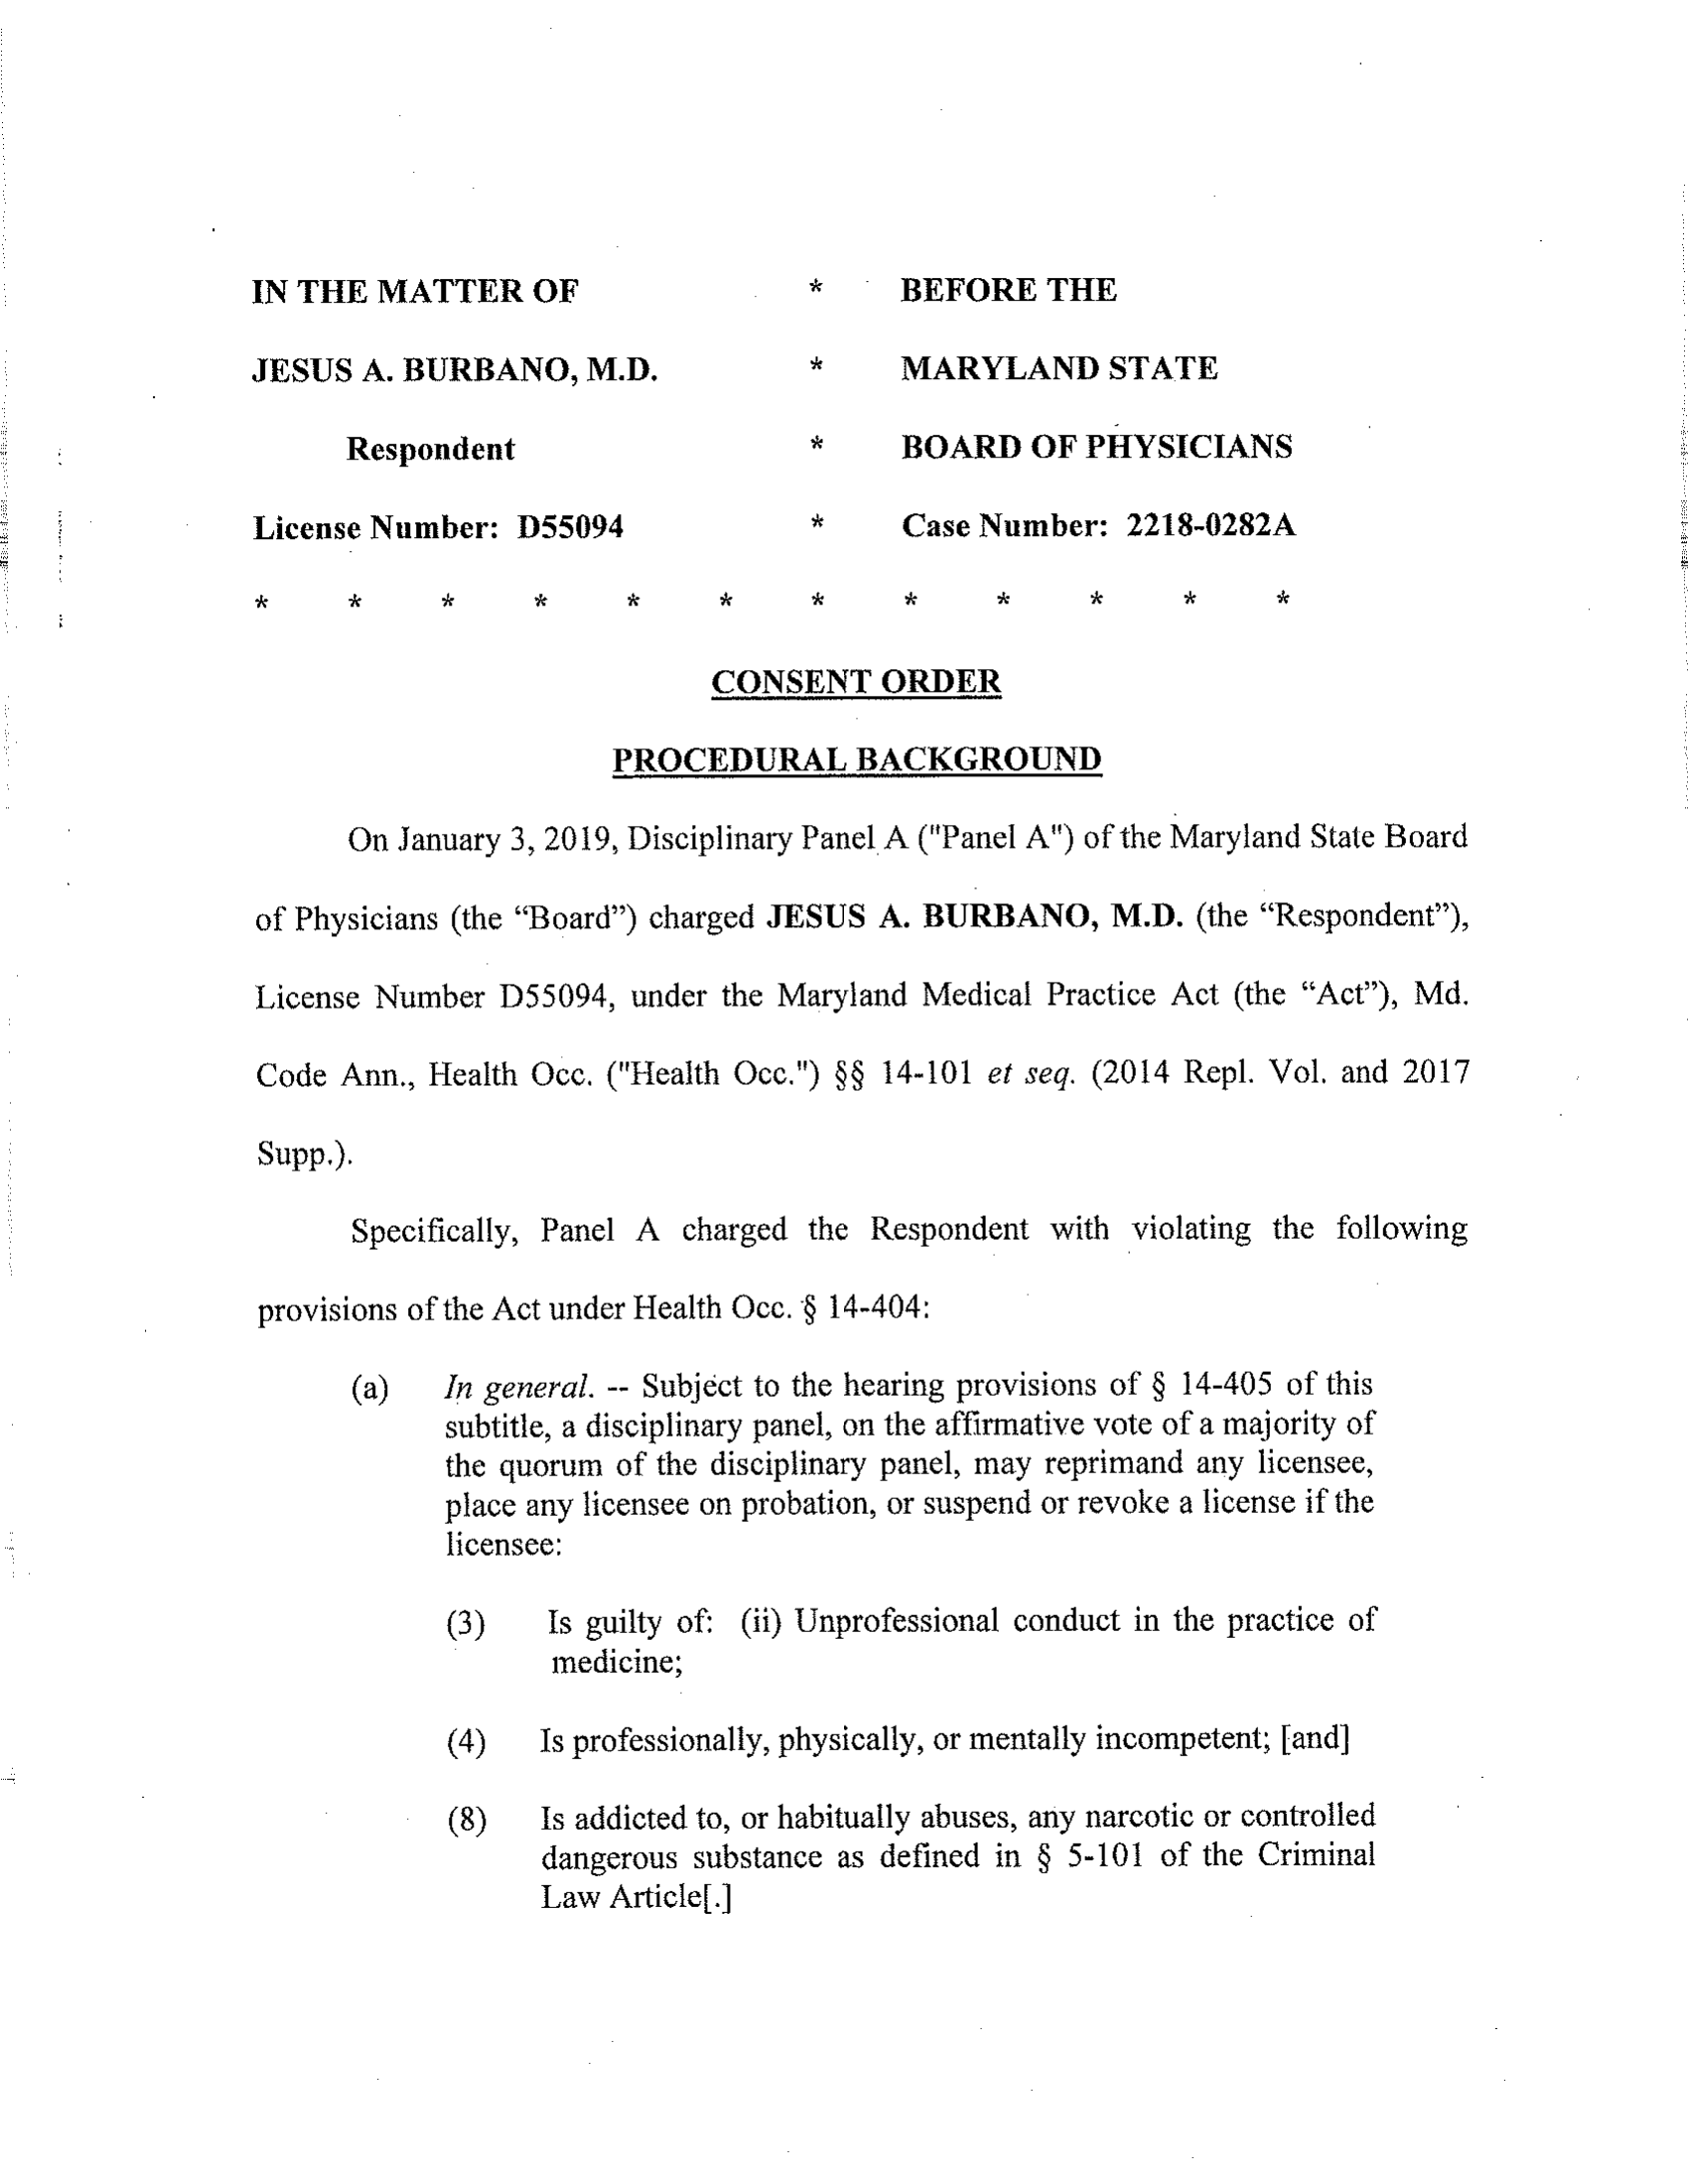 IN THE MATTER OF * BEFORE THE
JESUS A. BURBANO, M.D. * MARYLAND STATE
Respondent * BOARD OF PHYSICIANS
License Number: D55094 * Case Number: 2218-0282A
* * * * * * * * * * * *
CONSENT ORDER
PROCEDURAL BACKGROUND
On January 3, 2019, Disciplinary Panel A ("Panel A") of the Maryland State Board
of Physicians (the “Board”) charged JESUS A. BURBANO, M.D. (the “Respondent”),
License Number D55094, under the Maryland Medical Practice Act (the “Act”), Md.
Code Ann., Health Occ. ("Health Occ.") §§ 14-101 et seq. (2014 Repl. Vol. and 2017
Supp.).
Specifically, Panel A charged the Respondent with violating the following
provisions of the Act under Health Occ. § 14-404:
(a) In general. -- Subject to the hearing provisions of § 14-405 of this
subtitle, a disciplinary panel, on the affirmative vote of a majority of
the quorum of the disciplinary panel, may reprimand any licensee,
place any licensee on probation, or suspend or revoke a license if the
licensee:
(3) Is guilty of: (ii) Unprofessional conduct in the practice of
medicine;
(4) Is professionally, physically, or mentally incompetent; [and]
(8) Is addicted to, or habitually abuses, any narcotic or controlled
dangerous substance as defined in § 5-101 of the Criminal
Law Article[.]